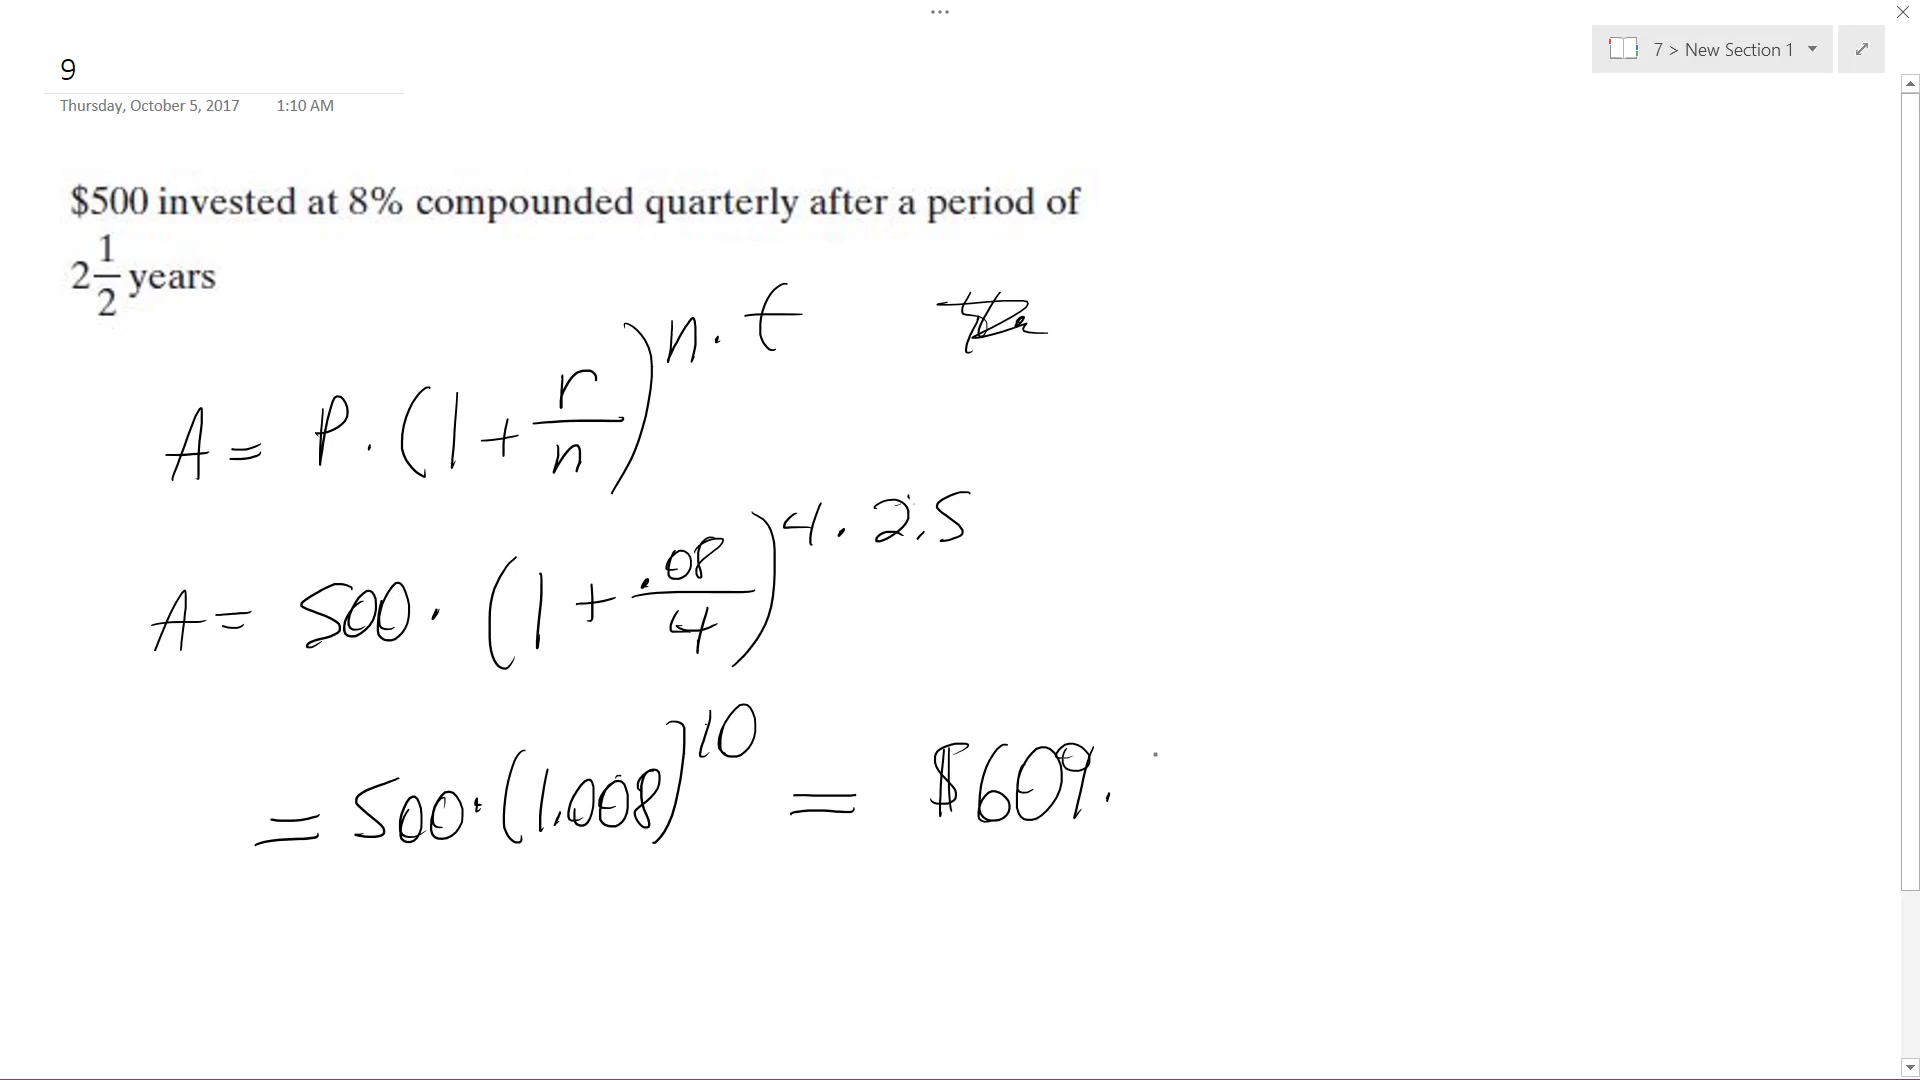 7 > New Section 1
9
Thursday, October 5, 2017 1:10 AM
$500 invested at 8% compounded quarterly after a period of
2 1/2 years
A = P · (1 + r/n)^n · t
A = 500 · (1 + .08/4)^4 · 2.5
= 500 · (1.008)^10 = $609.